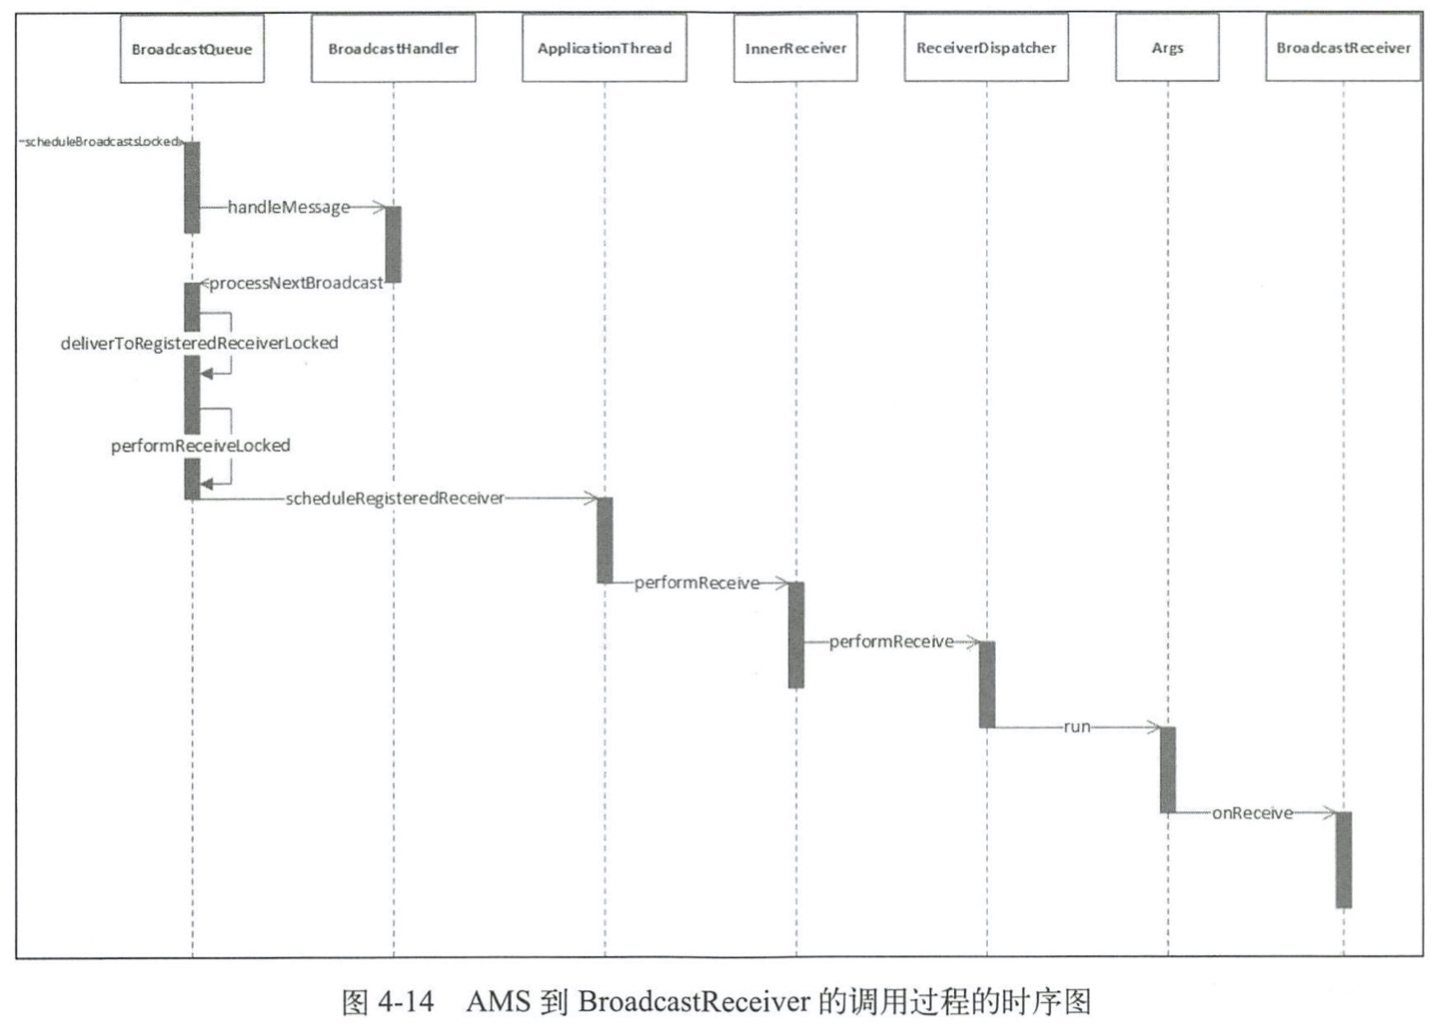 BroadcastQueue BroadcastHandler ApplicationThread InnerReceiver ReceiverDispatcher Args BroadcastReceiver
scheduleBroadcastsLocked
handleMessage
processNextBroadcast
deliverToRegisteredReceiverLocked
performReceiveLocked
scheduleRegisteredReceiver
performReceive
performReceive
run
onReceive
图 4-14 AMS 到 BroadcastReceiver 的调用过程的时序图